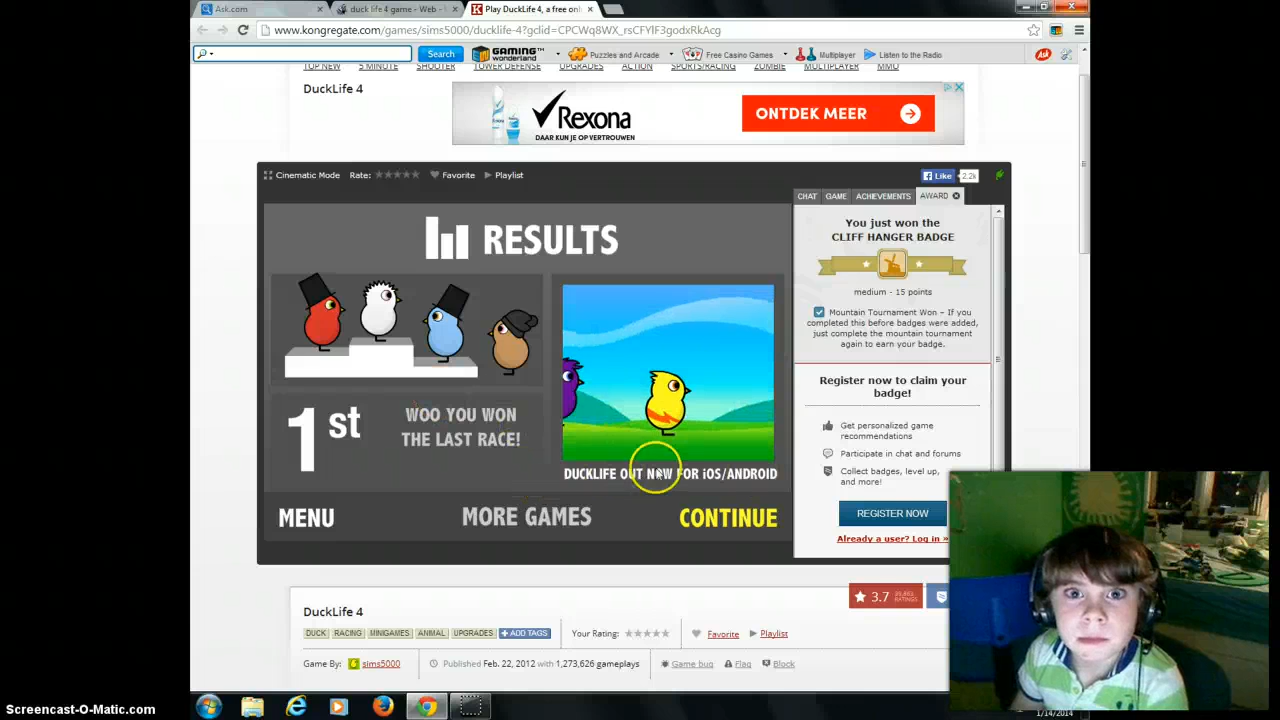 Ask.com
duck life 4 game - Web -
Play DuckLife 4, a free onl
www.kongregate.com/games/sims5000/ducklife-4?gclid=CPCWq8WX_rsCFYlF3godxRkAcg
Search
GAMING wonderland
Puzzles and Arcade
Free Casino Games
Multiplayer
Listen to the Radio
Ask
TOP NEW
5 MINUTE
SHOOTER
TOWER DEFENSE
UPGRADES
ACTION
SPORTS/RACING
ZOMBIE
MULTIPLAYER
MMO
DuckLife 4
Rexona
DAAR KUN JE OP VERTROUWEN
ONTDEK MEER
Cinematic Mode
Rate:
Favorite
Playlist
Like
2.2k
CHAT
GAME
ACHIEVEMENTS
AWARD
RESULTS
1st
WOO YOU WON
THE LAST RACE!
DUCKLIFE OUT NOW FOR iOS/ANDROID
MENU
MORE GAMES
CONTINUE
You just won the
CLIFF HANGER BADGE
medium - 15 points
Mountain Tournament Won - If you
completed this before badges were added,
just complete the mountain tournament
again to earn your badge.
Register now to claim your
badge!
Get personalized game
recommendations
Participate in chat and forums
Collect badges, level up,
and more!
REGISTER NOW
Already a user? Log in »
DuckLife 4
3.7
RATINGS
DUCK
RACING
MINIGAMES
ANIMAL
UPGRADES
+ ADD TAGS
Your Rating:
Favorite
Playlist
Game By:
sims5000
Published Feb. 22, 2012 with 1,273,626 gameplays
Game bug
Flag
Block
Screencast-O-Matic.com
1/14/2014